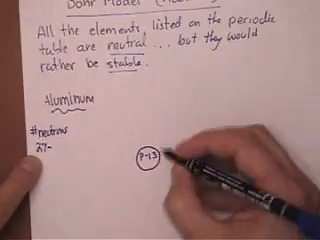 Bohr Model
All the elements listed on the periodic
table are neutral ... but they would
rather be stable.
Aluminum
#neutrons
27-
P-13